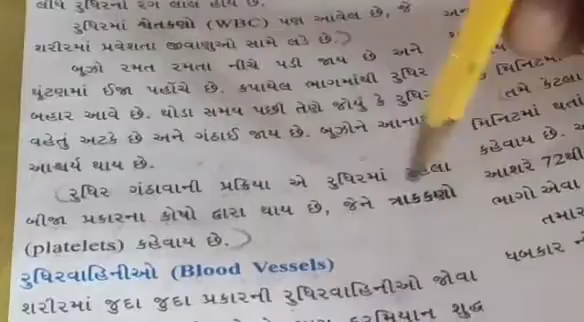 લીધે રુધિરનો રંગ લાલ હોય છે.
રુધિરમાં શ્વેતકણો (WBC) પણ આવેલ છે, જે
શરીરમાં પ્રવેશતા જીવાણુઓ સામે લડે છે.
બૂઝો રમત રમતા નીચે પડી જાય છે અને
ઘૂંટણમાં ઈજા પહોંચે છે. કપાયેલ ભાગમાંથી રુધિર
બહાર આવે છે. થોડા સમય પછી તેણે જોયું કે
વહેતું અટકે છે અને ગંઠાઈ જાય છે. બૂઝોને
આશ્ચર્ય થાય છે.
(રુધિર ગંઠાવાની પ્રક્રિયા એ રુધિરમાં
બીજા પ્રકારના કોષો દ્વારા થાય છે, જેને ત્રાકકણો
(platelets) કહેવાય છે.)
રુધિરવાહિનીઓ (Blood Vessels)
શરીરમાં જુદા જુદા પ્રકારની રુધિરવાહિનીઓ જોવા
શુદ્ધ
મિનિટમાં
તમે કેટલા
મિનિટમાં થતાં
કહેવાય છે.
આશરે 72થી
ભાગો એવા
તમાર
ધબકાર